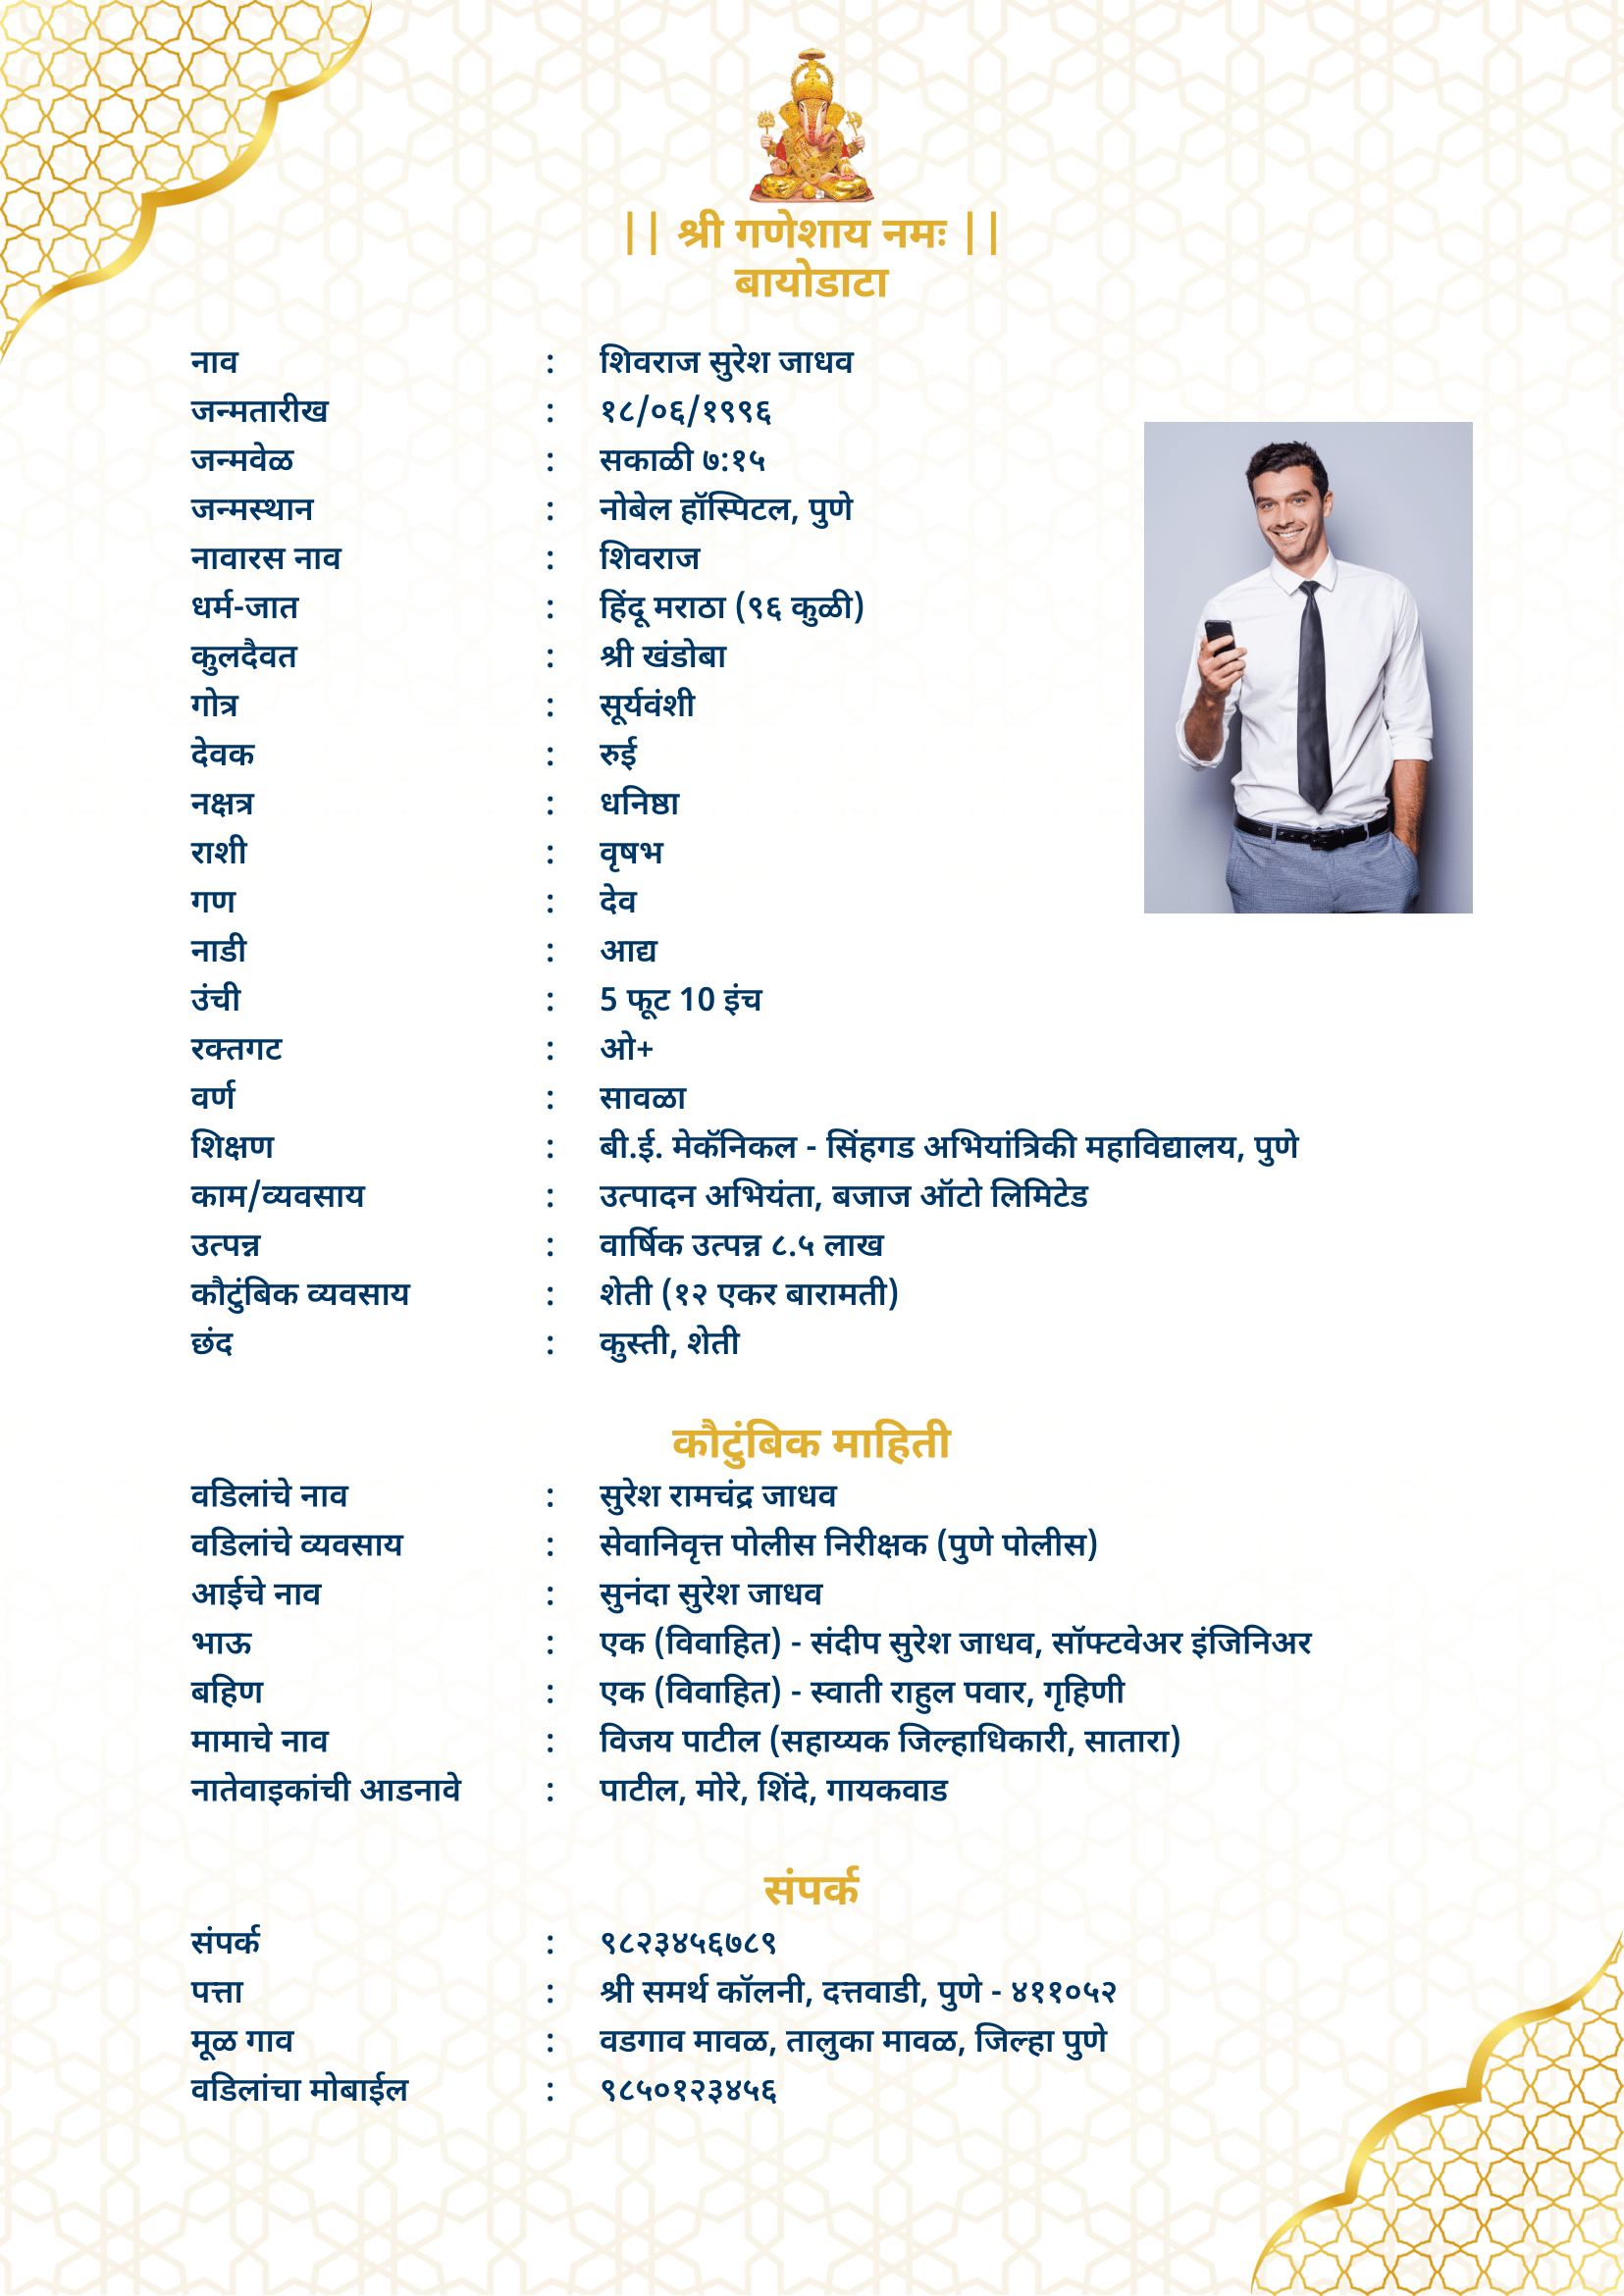 || श्री गणेशाय नमः ||
बायोडाटा
नाव : शिवराज सुरेश जाधव
जन्मतारीख : १८/०६/१९९६
जन्मवेळ : सकाळी ७:१५
जन्मस्थान : नोबेल हॉस्पिटल, पुणे
नावारस नाव : शिवराज
धर्म-जात : हिंदू मराठा (९६ कुळी)
कुलदैवत : श्री खंडोबा
गोत्र : सूर्यवंशी
देवक : रुई
नक्षत्र : धनिष्ठा
राशी : वृषभ
गण : देव
नाडी : आद्य
उंची : 5 फूट 10 इंच
रक्तगट : ओ+
वर्ण : सावळा
शिक्षण : बी.ई. मेकॅनिकल - सिंहगड अभियांत्रिकी महाविद्यालय, पुणे
काम/व्यवसाय : उत्पादन अभियंता, बजाज ऑटो लिमिटेड
उत्पन्न : वार्षिक उत्पन्न ८.५ लाख
कौटुंबिक व्यवसाय : शेती (१२ एकर बारामती)
छंद : कुस्ती, शेती
कौटुंबिक माहिती
वडिलांचे नाव : सुरेश रामचंद्र जाधव
वडिलांचे व्यवसाय : सेवानिवृत्त पोलीस निरीक्षक (पुणे पोलीस)
आईचे नाव : सुनंदा सुरेश जाधव
भाऊ : एक (विवाहित) - संदीप सुरेश जाधव, सॉफ्टवेअर इंजिनिअर
बहिण : एक (विवाहित) - स्वाती राहुल पवार, गृहिणी
मामाचे नाव : विजय पाटील (सहाय्यक जिल्हाधिकारी, सातारा)
नातेवाइकांची आडनावे : पाटील, मोरे, शिंदे, गायकवाड
संपर्क
संपर्क : ९८२३४५६७८९
पत्ता : श्री समर्थ कॉलनी, दत्तवाडी, पुणे - ४११०५२
मूळ गाव : वडगाव मावळ, तालुका मावळ, जिल्हा पुणे
वडिलांचा मोबाईल : ९८५०१२३४५६